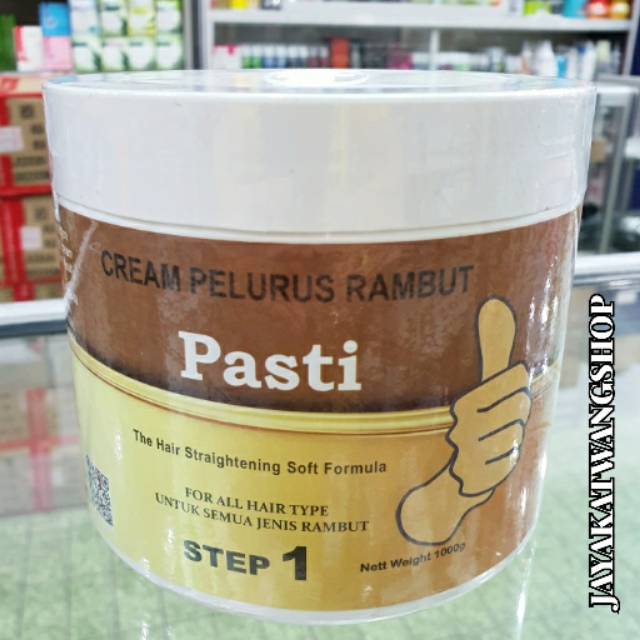 CREAM PELURUS RAMBUT
Pasti
The Hair Straightening Soft Formula
FOR ALL HAIR TYPE
UNTUK SEMUA JENIS RAMBUT
STEP 1
Nett Weight 1000g
JAYAKATWANGSHOP